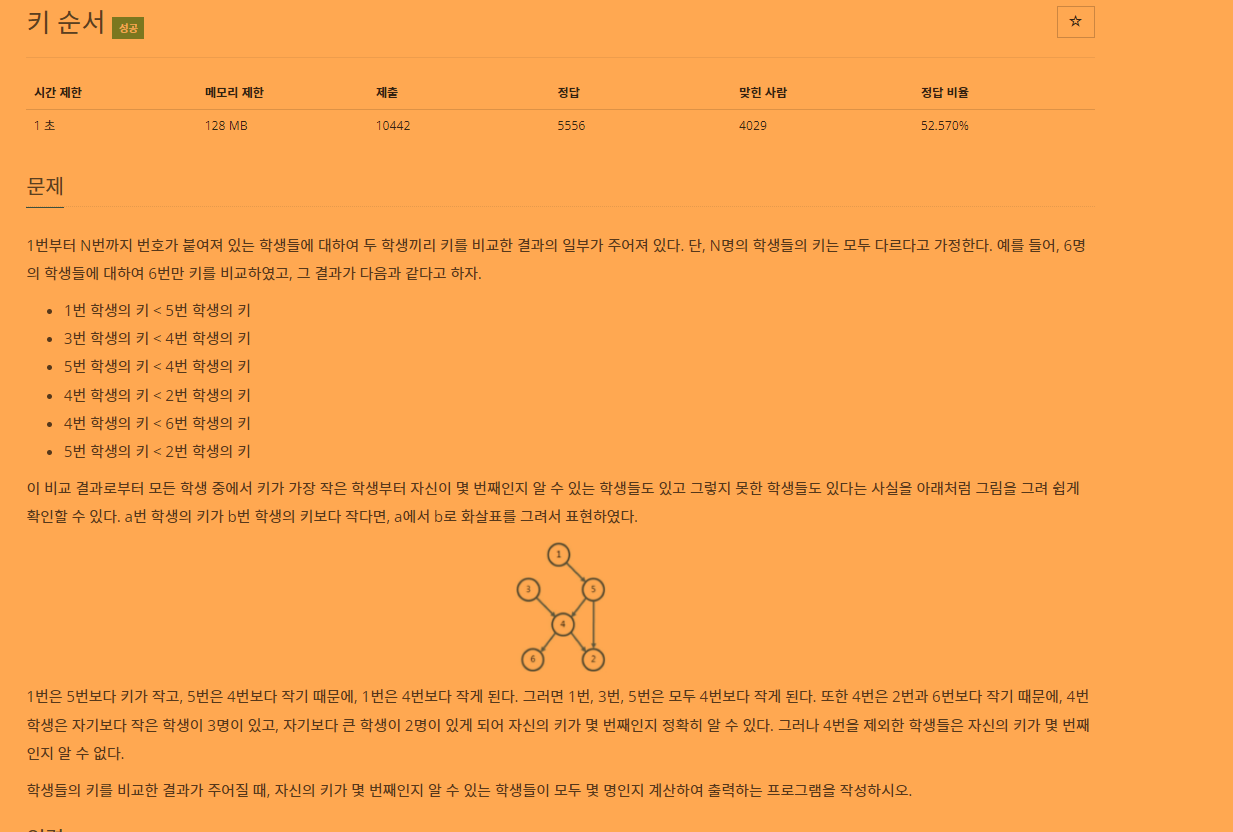 키 순서 성공
☆
시간 제한 메모리 제한 제출 정답 맞힌 사람 정답 비율
1 초 128 MB 10442 5556 4029 52.570%
문제
1번부터 N번까지 번호가 붙여져 있는 학생들에 대하여 두 학생끼리 키를 비교한 결과의 일부가 주어져 있다. 단, N명의 학생들의 키는 모두 다르다고 가정한다. 예를 들어, 6명
의 학생들에 대하여 6번만 키를 비교하였고, 그 결과가 다음과 같다고 하자.
• 1번 학생의 키 < 5번 학생의 키
• 3번 학생의 키 < 4번 학생의 키
• 5번 학생의 키 < 4번 학생의 키
• 4번 학생의 키 < 2번 학생의 키
• 4번 학생의 키 < 6번 학생의 키
• 5번 학생의 키 < 2번 학생의 키
이 비교 결과로부터 모든 학생 중에서 키가 가장 작은 학생부터 자신이 몇 번째인지 알 수 있는 학생들도 있고 그렇지 못한 학생들도 있다는 사실을 아래처럼 그림을 그려 쉽게
확인할 수 있다. a번 학생의 키가 b번 학생의 키보다 작다면, a에서 b로 화살표를 그려서 표현하였다.
1
3 5
4
6 2
1번은 5번보다 키가 작고, 5번은 4번보다 작기 때문에, 1번은 4번보다 작게 된다. 그러면 1번, 3번, 5번은 모두 4번보다 작게 된다. 또한 4번은 2번과 6번보다 작기 때문에, 4번
학생은 자기보다 작은 학생이 3명이 있고, 자기보다 큰 학생이 2명이 있게 되어 자신의 키가 몇 번째인지 정확히 알 수 있다. 그러나 4번을 제외한 학생들은 자신의 키가 몇 번째
인지 알 수 없다.
학생들의 키를 비교한 결과가 주어질 때, 자신의 키가 몇 번째인지 알 수 있는 학생들이 모두 몇 명인지 계산하여 출력하는 프로그램을 작성하시오.